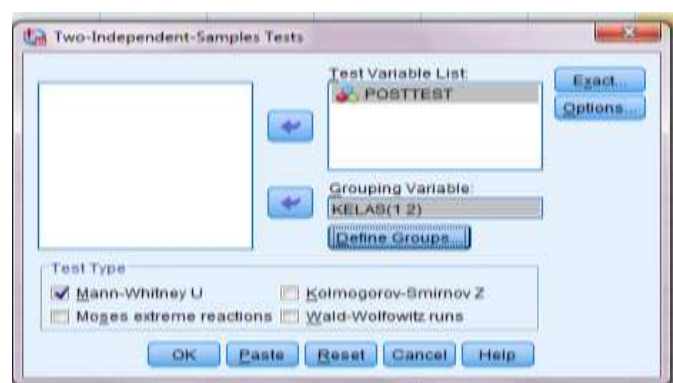 Two-Independent-Samples Tests
Test Variable List:
POSTTEST
Exact...
Options...
Grouping Variable:
KELAS(1 2)
Define Groups...
Test Type
Mann-Whitney U
Kolmogorov-Smirnov Z
Moses extreme reactions
Wald-Wolfowitz runs
OK
Paste
Reset
Cancel
Help